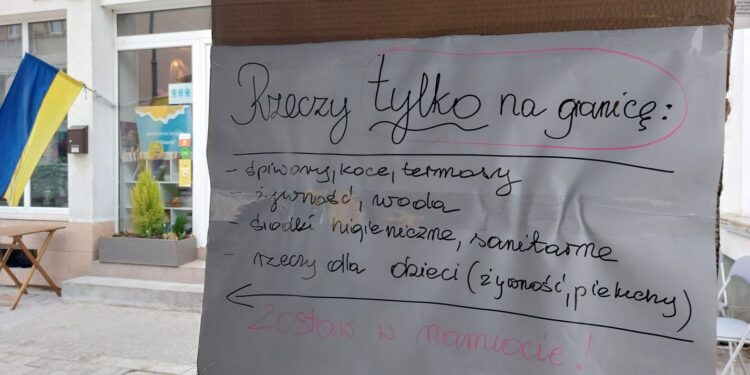 Rzeczy tylko na granicę:
- śpiwory, koce, termosy
żywność, woda
- środki higieniczne, sanitarne
- rzeczy dla dzieci (żywność, pieluchy)
Zostaw w namiocie!